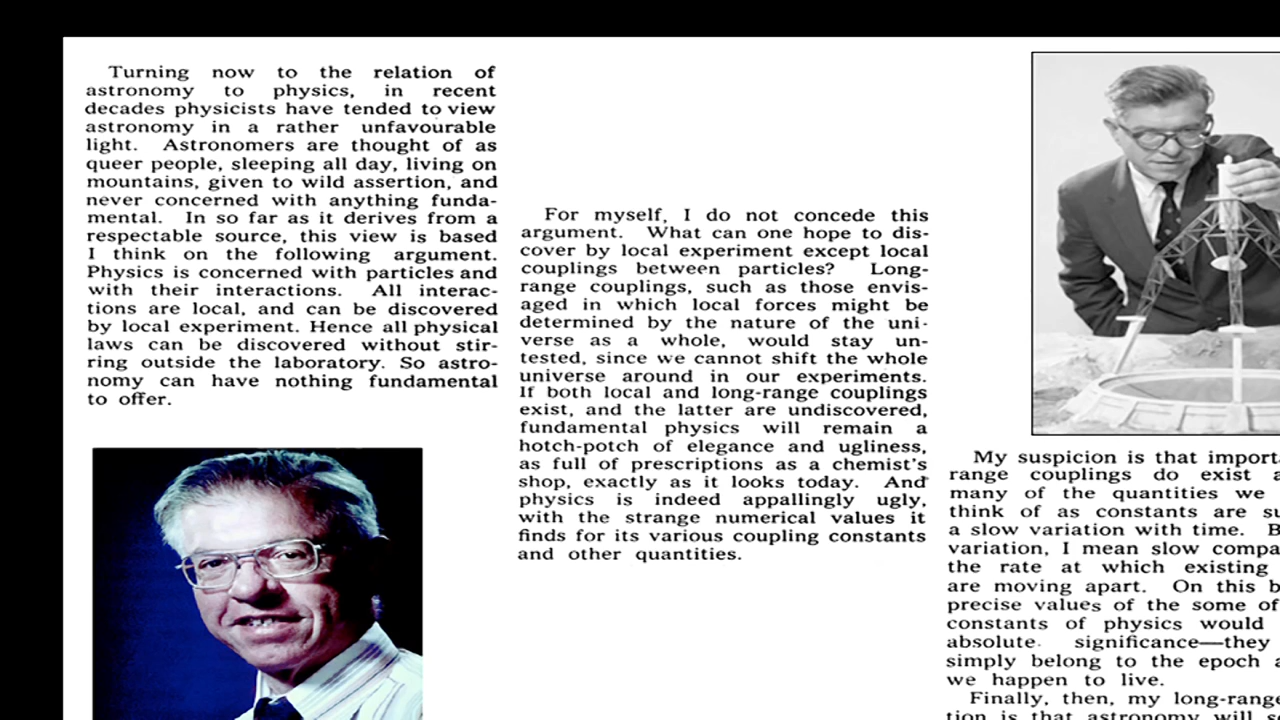 Turning now to the relation of
astronomy to physics, in recent
decades physicists have tended to view
astronomy in a rather unfavourable
light. Astronomers are thought of as
queer people, sleeping all day, living on
mountains, given to wild assertion, and
never concerned with anything funda-
mental. In so far as it derives from a
respectable source, this view is based
I think on the following argument.
Physics is concerned with particles and
with their interactions. All interac-
tions are local, and can be discovered
by local experiment. Hence all physical
laws can be discovered without stir-
ring outside the laboratory. So astro-
nomy can have nothing fundamental
to offer.
For myself, I do not concede this
argument. What can one hope to dis-
cover by local experiment except local
couplings between particles? Long-
range couplings, such as those envis-
aged in which local forces might be
determined by the nature of the uni-
verse as a whole, would stay un-
tested, since we cannot shift the whole
universe around in our experiments.
If both local and long-range couplings
exist, and the latter are undiscovered,
fundamental physics will remain a
hotch-potch of elegance and ugliness,
as full of prescriptions as a chemist's
shop, exactly as it looks today. And
physics is indeed appallingly ugly,
with the strange numerical values it
finds for its various coupling constants
and other quantities.
My suspicion is that
range couplings do exist
many of the quantities we
think of as constants are
a slow variation with time.
variation, I mean slow
the rate at which existing
are moving apart. On this
precise values of the some of
constants of physics would
absolute significance—they
simply belong to the epoch
we happen to live.
Finally, then, my long-range
tion is that astronomy will